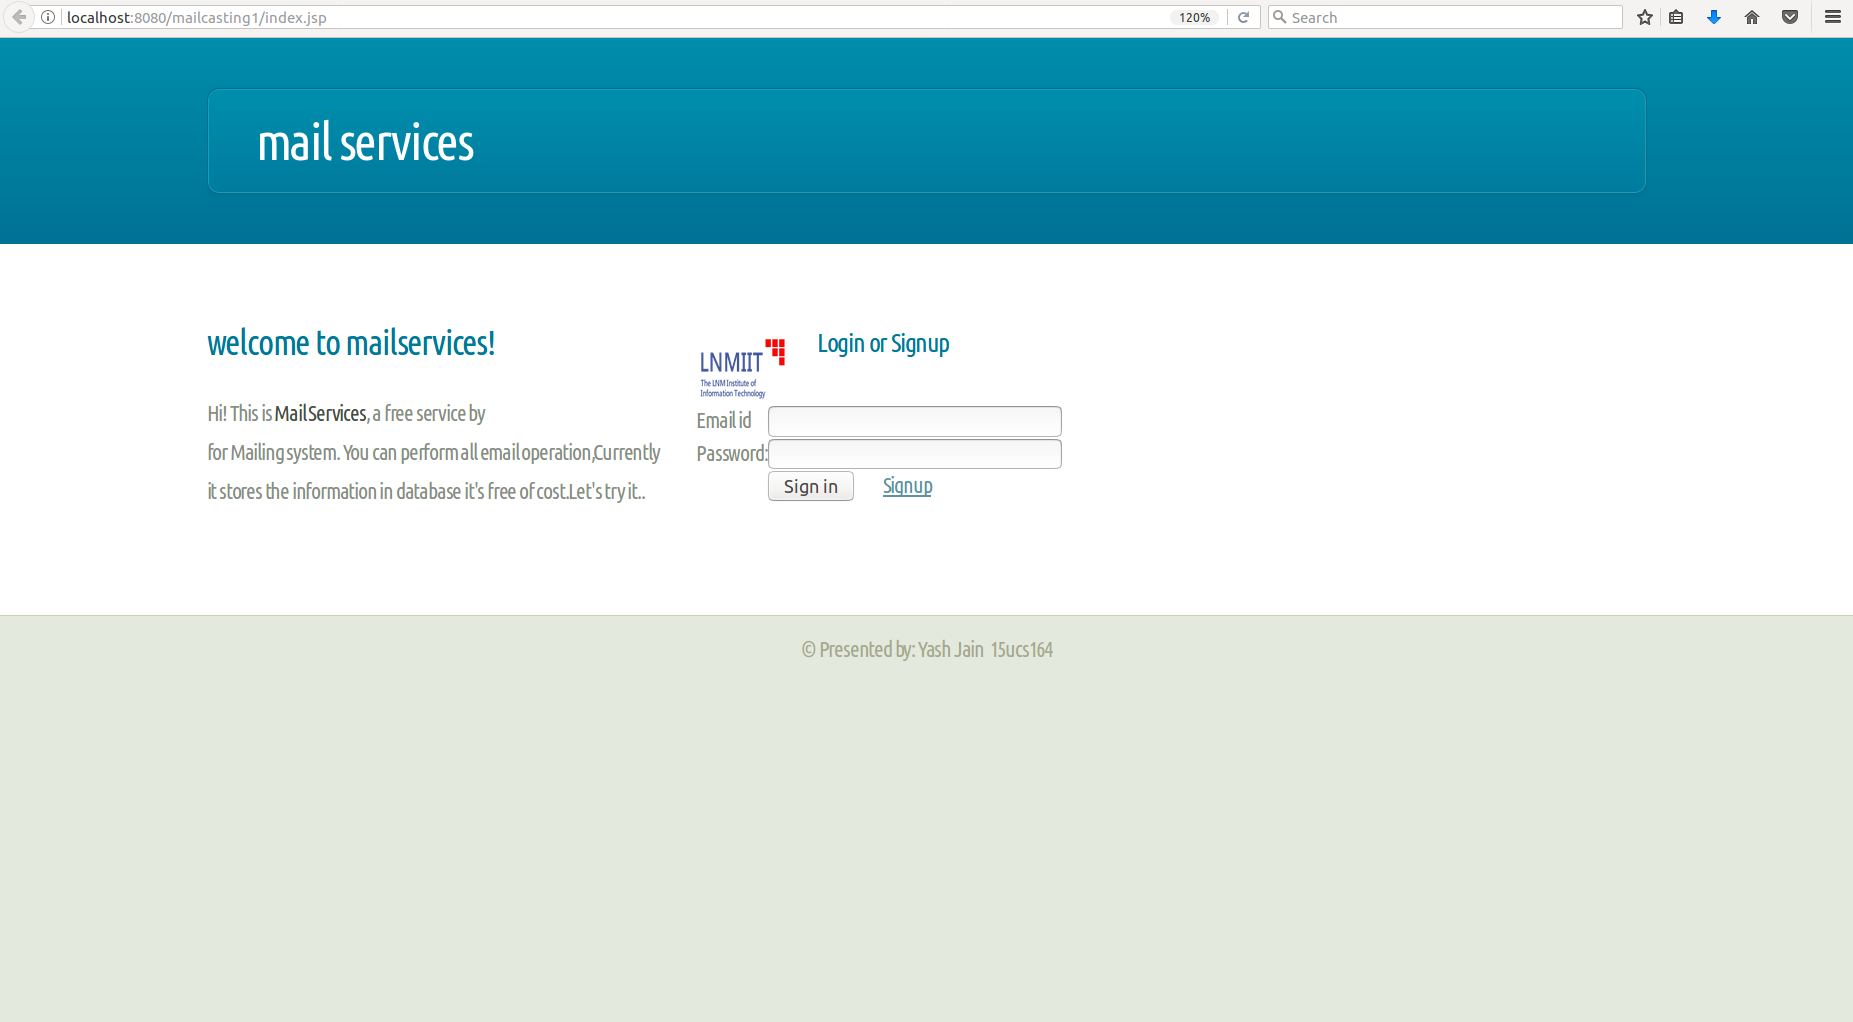 localhost:8080/mailcasting1/index.jsp
120%
Search
mail services
welcome to mailservices!
Hi! This is MailServices, a free service by
for Mailing system. You can perform all email operation,Currently
it stores the information in database it's free of cost.Let's try it..
LNMIIT
The LNM Institute of
Information Technology
Login or Signup
Email id
Password:
Sign in
Signup
© Presented by: Yash Jain 15ucs164